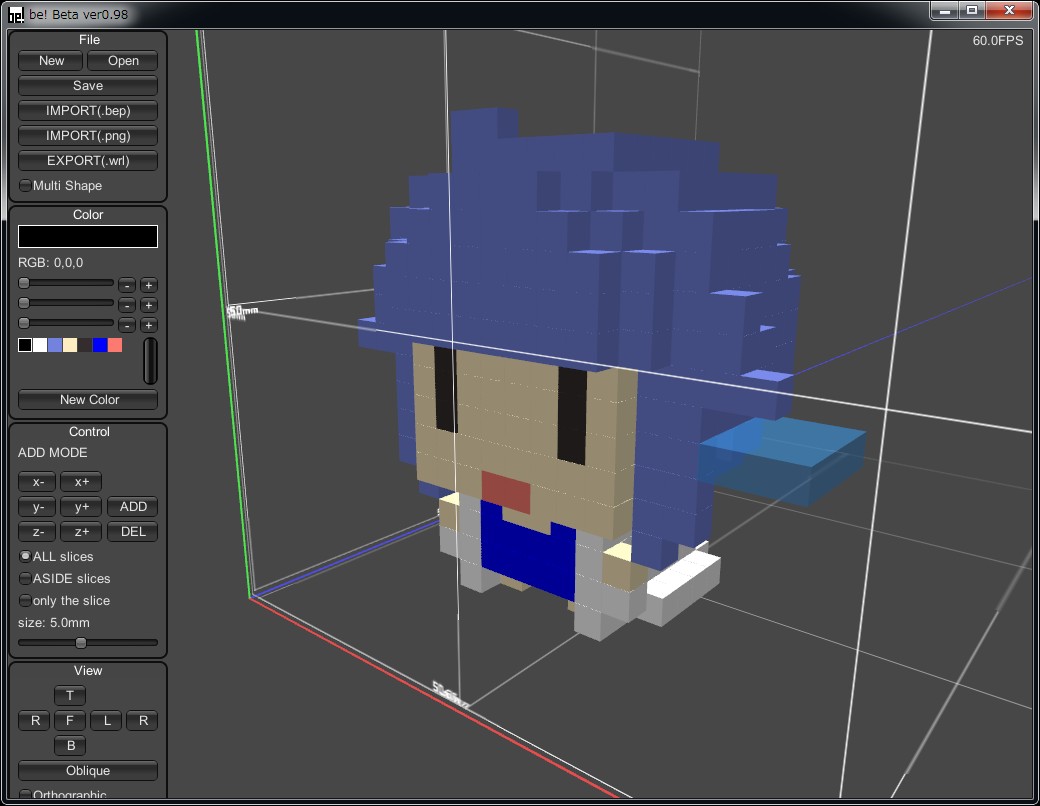 be! be! Beta ver0.98
60.0FPS
File
New Open
Save
IMPORT(.bep)
IMPORT(.png)
EXPORT(.wrl)
Multi Shape
Color
RGB: 0,0,0
- +
- +
- +
New Color
Control
ADD MODE
x- x+
y- y+ ADD
z- z+ DEL
ALL slices
ASIDE slices
only the slice
size: 5.0mm
View
T
R F L R
B
Oblique
Orthographic